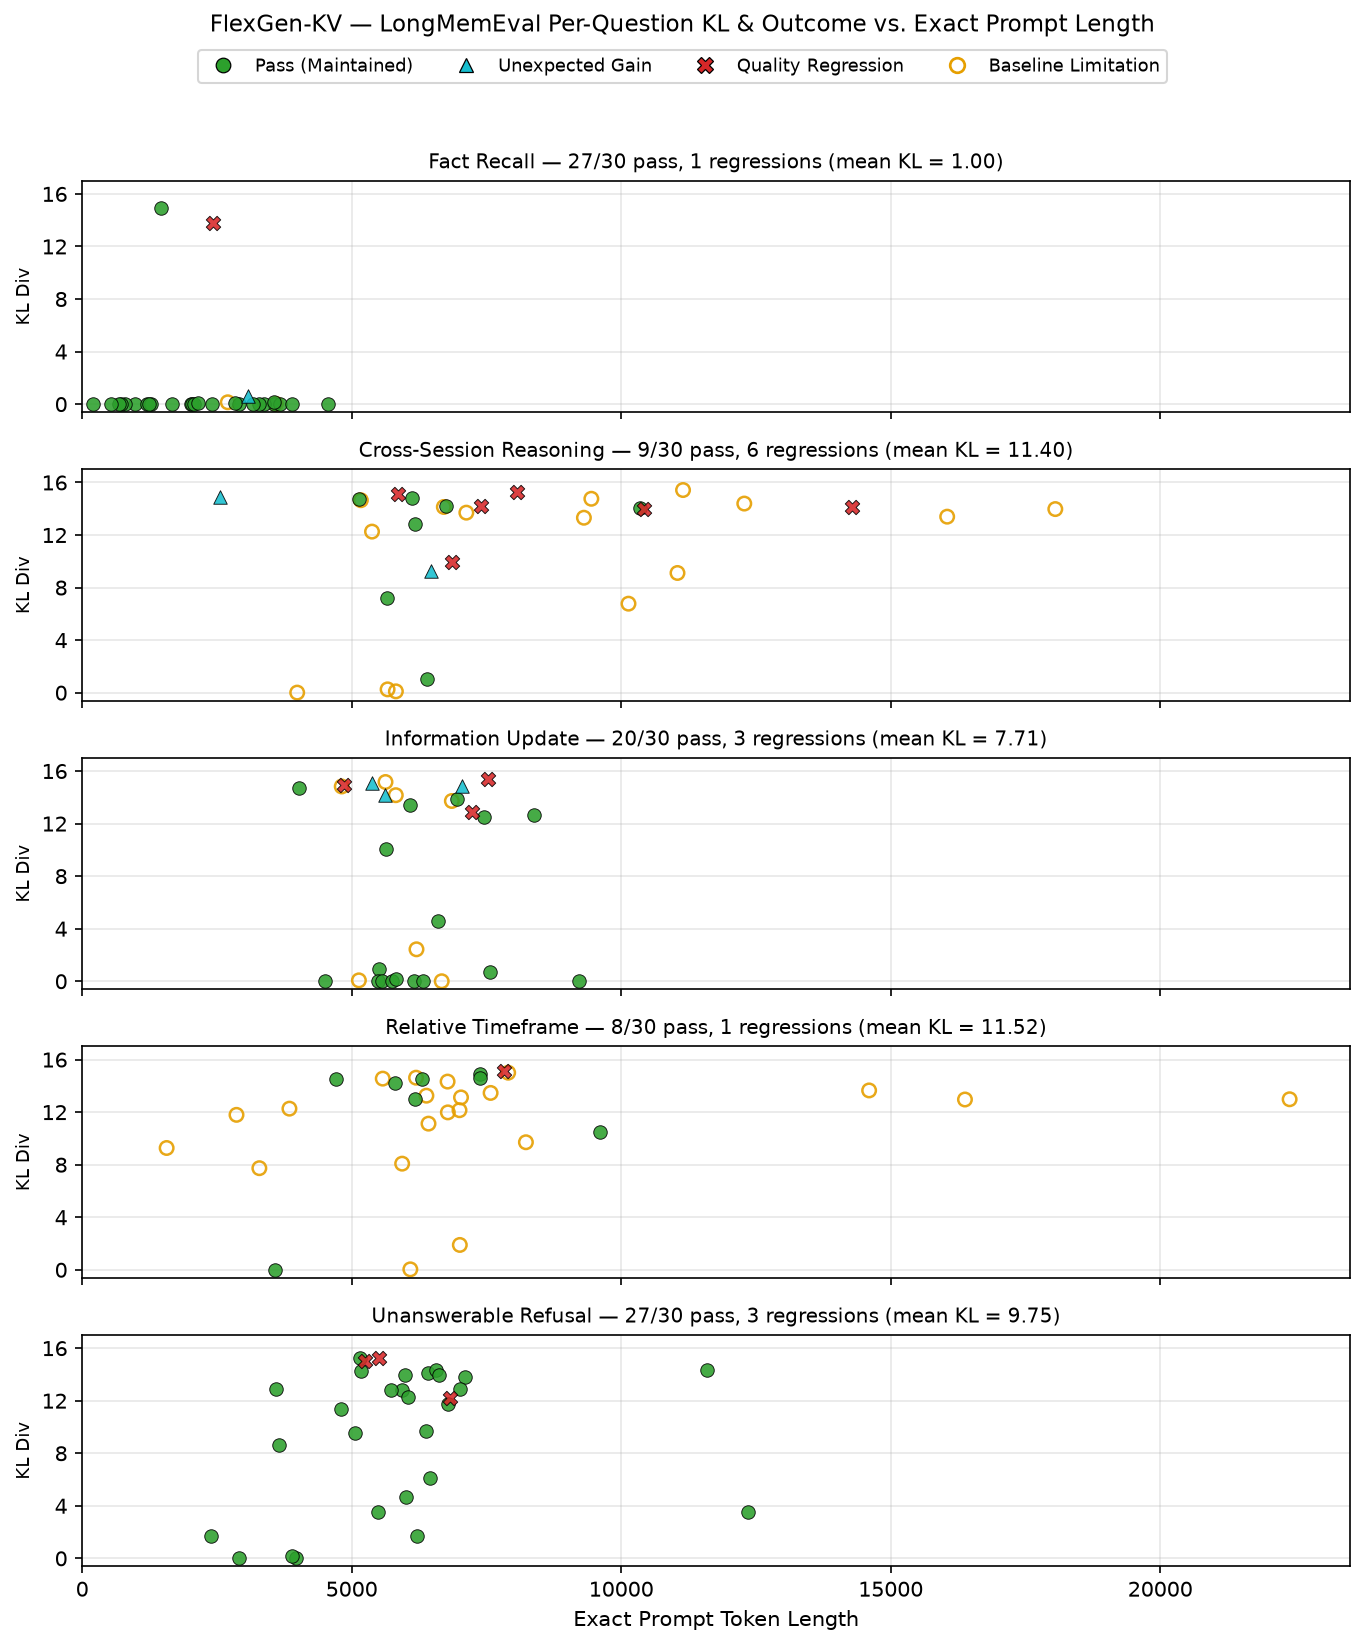 FlexGen-KV — LongMemEval Per-Question KL & Outcome vs. Exact Prompt Length
Pass (Maintained) Unexpected Gain Quality Regression Baseline Limitation
Fact Recall — 27/30 pass, 1 regressions (mean KL = 1.00)
16
12
8
4
0
KL Div
Cross-Session Reasoning — 9/30 pass, 6 regressions (mean KL = 11.40)
16
12
8
4
0
KL Div
Information Update — 20/30 pass, 3 regressions (mean KL = 7.71)
16
12
8
4
0
KL Div
Relative Timeframe — 8/30 pass, 1 regressions (mean KL = 11.52)
16
12
8
4
0
KL Div
Unanswerable Refusal — 27/30 pass, 3 regressions (mean KL = 9.75)
16
12
8
4
0
KL Div
0 5000 10000 15000 20000
Exact Prompt Token Length